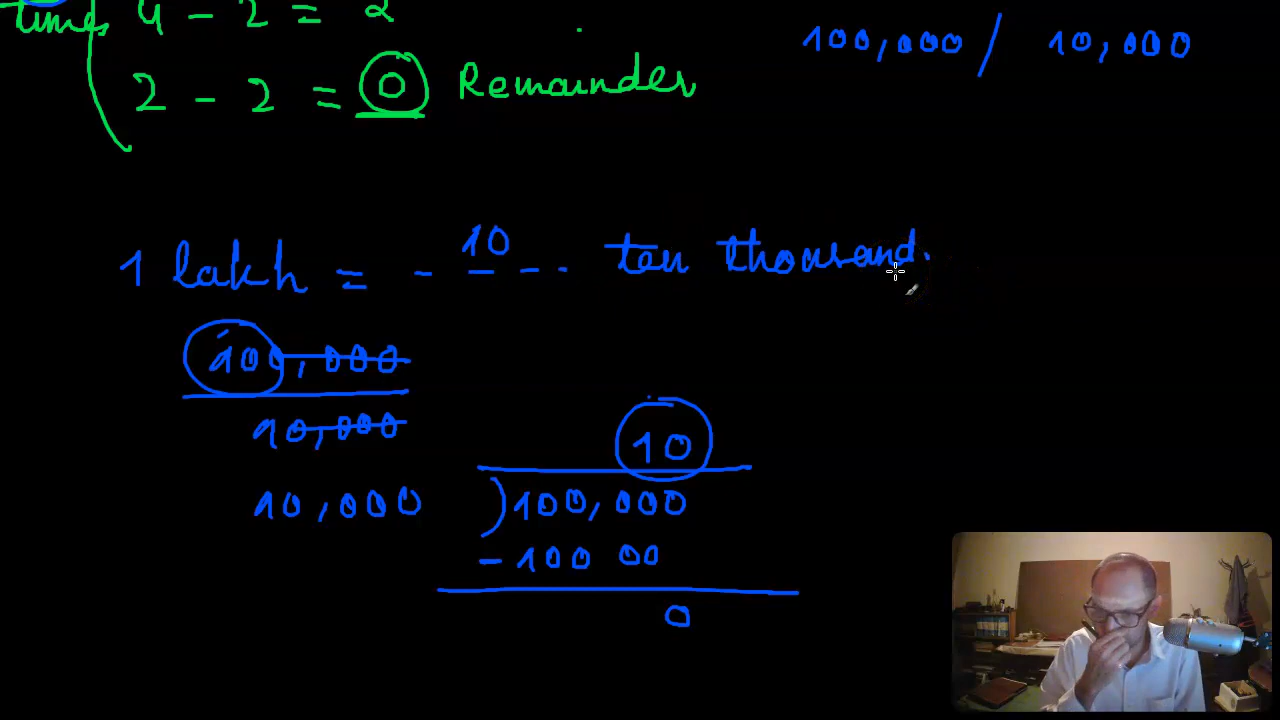 times 4 - 2 = 2
2 - 2 = 0 Remainder
100,000 / 10,000
1 lakh = - 10 - - ten thousand.
100,000
10,000
10
10,000 ) 100,000
- 100 00
0